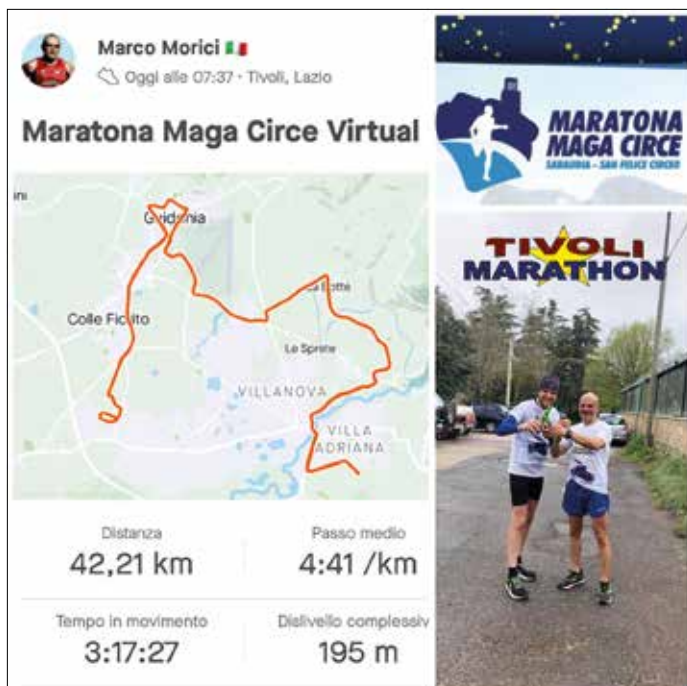 Marco Morici
Oggi alle 07:37 · Tivoli, Lazio
Maratona Maga Circe Virtual
ni
Guidonia
La Botte
Colle Fiorito
Le Sprete
VILLANOVA
VILLA
ADRIANA
Distanza
42,21 km
Passo medio
4:41 /km
Tempo in movimento
3:17:27
Dislivello complessiv
195 m
MARATONA
MAGA CIRCE
SABAUDIA - SAN FELICE CIRCEO
TIVOLI
MARATHON